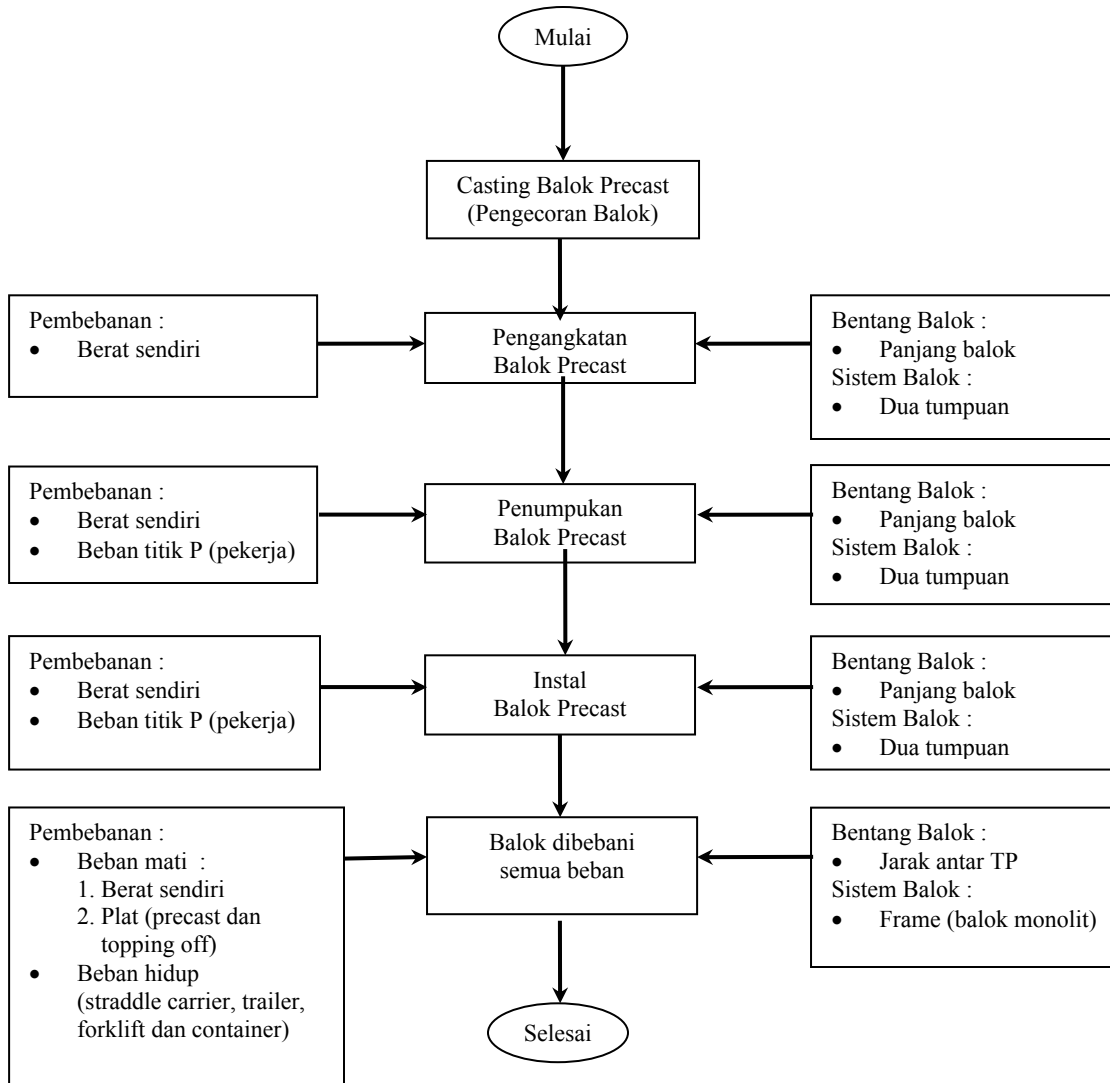 Mulai
Casting Balok Precast
(Pengecoran Balok)
Pembebanan :
• Berat sendiri
Pengangkatan
Balok Precast
Bentang Balok :
• Panjang balok
Sistem Balok :
• Dua tumpuan
Pembebanan :
• Berat sendiri
• Beban titik P (pekerja)
Penumpukan
Balok Precast
Bentang Balok :
• Panjang balok
Sistem Balok :
• Dua tumpuan
Pembebanan :
• Berat sendiri
• Beban titik P (pekerja)
Instal
Balok Precast
Bentang Balok :
• Panjang balok
Sistem Balok :
• Dua tumpuan
Pembebanan :
• Beban mati :
1. Berat sendiri
2. Plat (precast dan
topping off)
• Beban hidup
(straddle carrier, trailer,
forklift dan container)
Balok dibebani
semua beban
Bentang Balok :
• Jarak antar TP
Sistem Balok :
• Frame (balok monolit)
Selesai